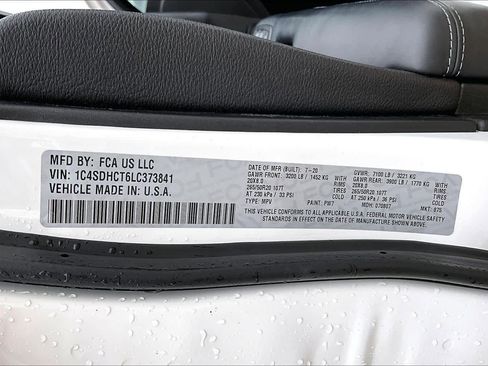 MFD BY: FCA US LLC
VIN: 1C4SDHCT6LC373841
VEHICLE MADE IN: U.S.A.
DATE OF MFR (BUILT): 7-20 GVWR: 7100 LB / 3221 KG
GAWR FRONT: 3200 LB / 1452 KG WITH GAWR REAR: 3900 LB / 1770 KG WITH
20X8.0 RIMS 20X8.0 RIMS
265/50R20 107T TIRES 265/50R20 107T TIRES
AT 230 kPa / 33 PSI COLD AT 250 kPa / 36 PSI COLD
THIS VEHICLE CONFORMS TO ALL APPLICABLE U.S.A. FEDERAL MOTOR VEHICLE SAFETY
STANDARDS IN EFFECT ON THE DATE OF MANUFACTURE SHOWN ABOVE.
TYPE: MPV PAINT: PW7 MDH: 070807 MKT: 875